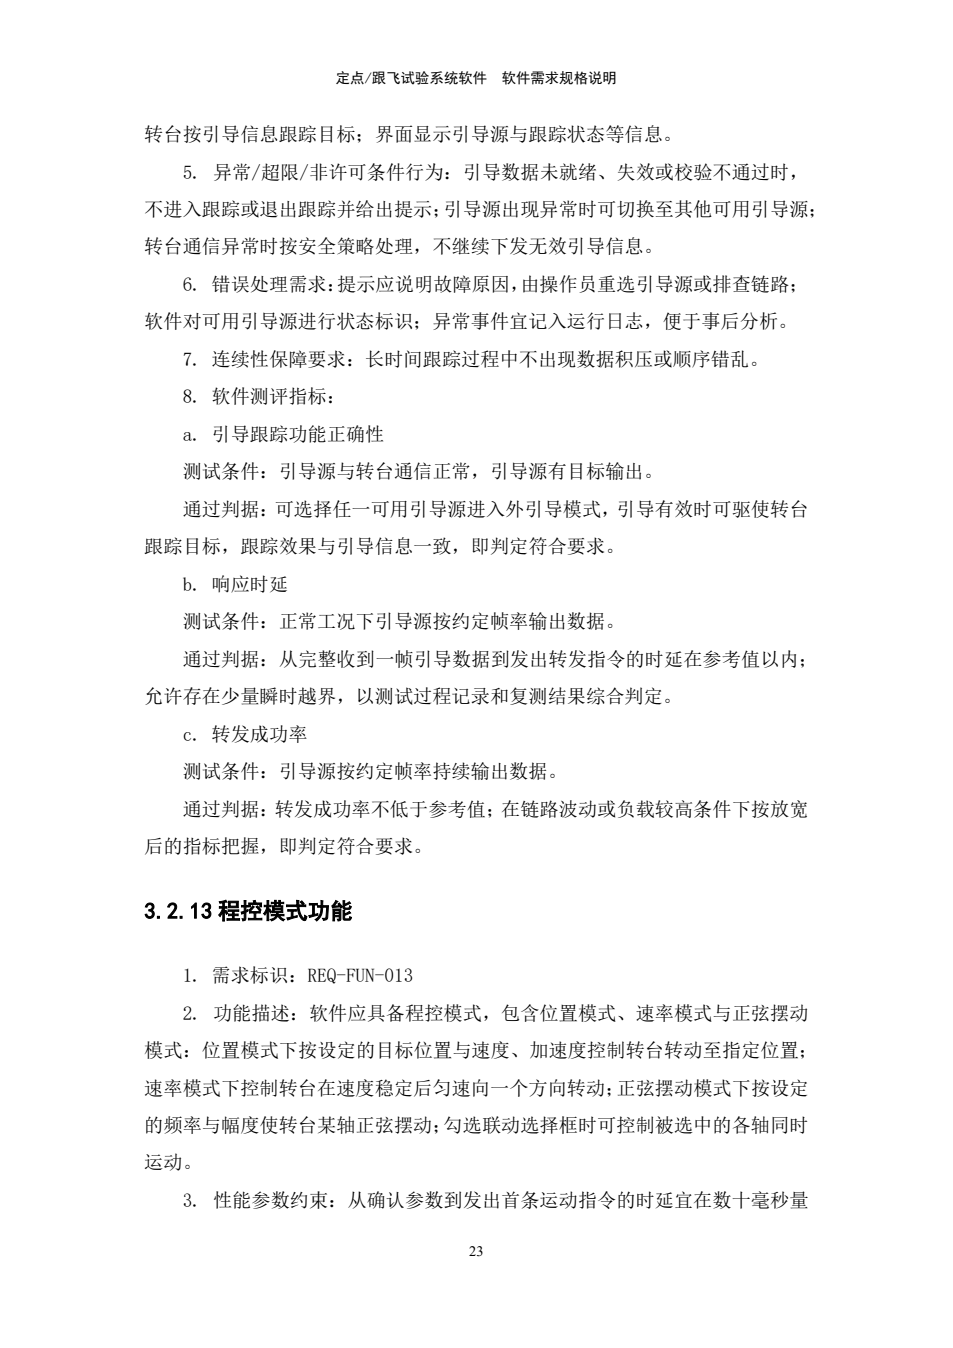 定点/跟飞试验系统软件 软件需求规格说明
转台按引导信息跟踪目标；界面显示引导源与跟踪状态等信息。
5. 异常/超限/非许可条件行为：引导数据未就绪、失效或校验不通过时，
不进入跟踪或退出跟踪并给出提示；引导源出现异常时可切换至其他可用引导源；
转台通信异常时按安全策略处理，不继续下发无效引导信息。
6. 错误处理需求：提示应说明故障原因，由操作员重选引导源或排查链路；
软件对可用引导源进行状态标识；异常事件宜记入运行日志，便于事后分析。
7. 连续性保障要求：长时间跟踪过程中不出现数据积压或顺序错乱。
8. 软件测评指标：
a. 引导跟踪功能正确性
测试条件：引导源与转台通信正常，引导源有目标输出。
通过判据：可选择任一可用引导源进入外引导模式，引导有效时可驱使转台
跟踪目标，跟踪效果与引导信息一致，即判定符合要求。
b. 响应时延
测试条件：正常工况下引导源按约定帧率输出数据。
通过判据：从完整收到一帧引导数据到发出转发指令的时延在参考值以内；
允许存在少量瞬时越界，以测试过程记录和复测结果综合判定。
c. 转发成功率
测试条件：引导源按约定帧率持续输出数据。
通过判据：转发成功率不低于参考值；在链路波动或负载较高条件下按放宽
后的指标把握，即判定符合要求。
3.2.13 程控模式功能
1. 需求标识：REQ-FUN-013
2. 功能描述：软件应具备程控模式，包含位置模式、速率模式与正弦摆动
模式：位置模式下按设定的目标位置与速度、加速度控制转台转动至指定位置；
速率模式下控制转台在速度稳定后匀速向一个方向转动；正弦摆动模式下按设定
的频率与幅度使转台某轴正弦摆动；勾选联动选择框时可控制被选中的各轴同时
运动。
3. 性能参数约束：从确认参数到发出首条运动指令的时延宜在数十毫秒量
23